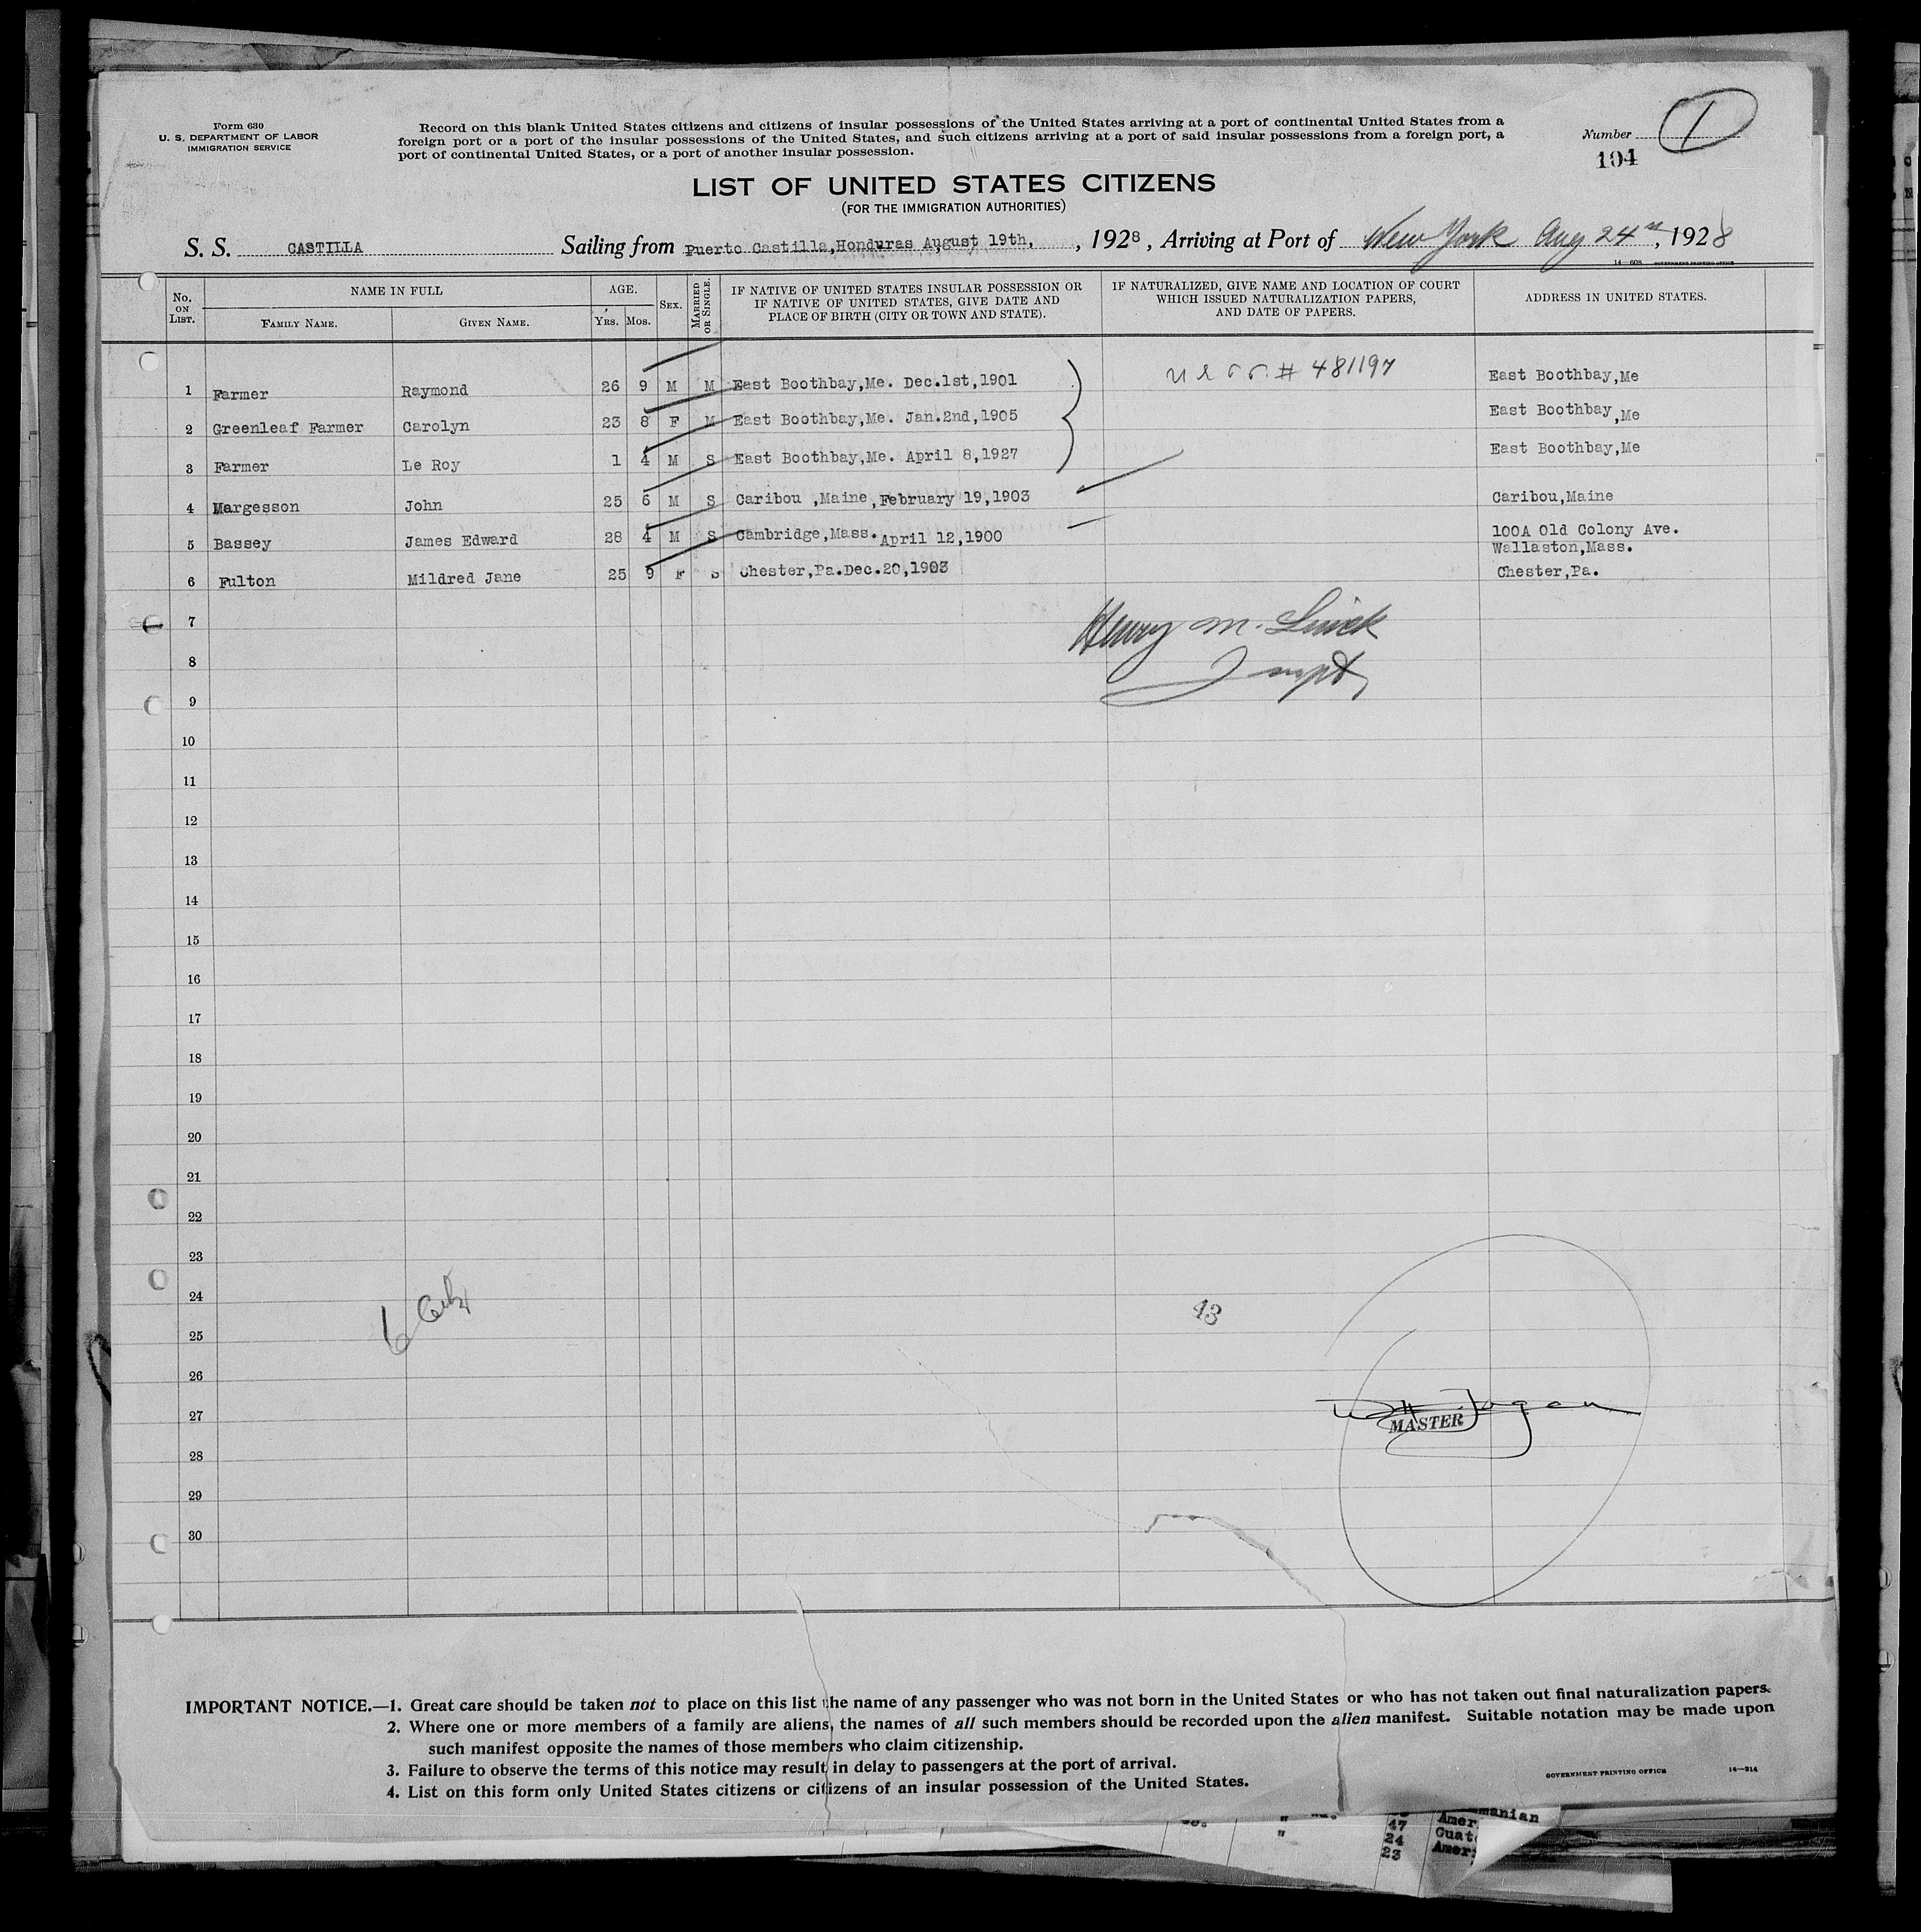 Form 630
U. S. DEPARTMENT OF LABOR
IMMIGRATION SERVICE
Record on this blank United States citizens and citizens of insular possessions of the United States arriving at a port of continental United States from a
foreign port or a port of the insular possessions of the United States, and such citizens arriving at a port of said insular possessions from a foreign port, a
port of continental United States, or a port of another insular possession.
Number 1
104
LIST OF UNITED STATES CITIZENS
(FOR THE IMMIGRATION AUTHORITIES)
S. S. CASTILLA Sailing from Puerto Castilla,Honduras August 19th, , 1928 , Arriving at Port of New York Aug 24th, 1928
14—608 GOVERNMENT PRINTING OFFICE
No. ON LIST. NAME IN FULL FAMILY NAME. GIVEN NAME. AGE. YRS. MOS. SEX. MARRIED OR SINGLE. IF NATIVE OF UNITED STATES INSULAR POSSESSION OR IF NATIVE OF UNITED STATES, GIVE DATE AND PLACE OF BIRTH (CITY OR TOWN AND STATE). IF NATURALIZED, GIVE NAME AND LOCATION OF COURT WHICH ISSUED NATURALIZATION PAPERS, AND DATE OF PAPERS. ADDRESS IN UNITED STATES.
1 Farmer Raymond 26 9 M M East Boothbay,Me. Dec.1st,1901 # 481197 East Boothbay,Me
2 Greenleaf Farmer Carolyn 23 8 F M East Boothbay,Me. Jan.2nd,1905 East Boothbay,Me
3 Farmer Le Roy 1 4 M S East Boothbay,Me. April 8,1927 East Boothbay,Me
4 Margesson John 25 6 M S Caribou ,Maine,February 19,1903 Caribou,Maine
5 Bassey James Edward 28 4 M S Cambridge,Mass.April 12,1900 100A Old Colony Ave.
Wallaston,Mass.
6 Fulton Mildred Jane 25 9 F S Chester,Pa.Dec.20,1903 Chester,Pa.
7 Henry M.
8
9
10
11
12
13
14
15
16
17
18
19
20
21
22
23
24
6 43
25
26
27
MASTER
28
29
30
IMPORTANT NOTICE.—1. Great care should be taken not to place on this list the name of any passenger who was not born in the United States or who has not taken out final naturalization papers.
2. Where one or more members of a family are aliens, the names of all such members should be recorded upon the alien manifest. Suitable notation may be made upon
such manifest opposite the names of those members who claim citizenship.
3. Failure to observe the terms of this notice may result in delay to passengers at the port of arrival.
4. List on this form only United States citizens or citizens of an insular possession of the United States.
GOVERNMENT PRINTING OFFICE 14—314
47
24
23